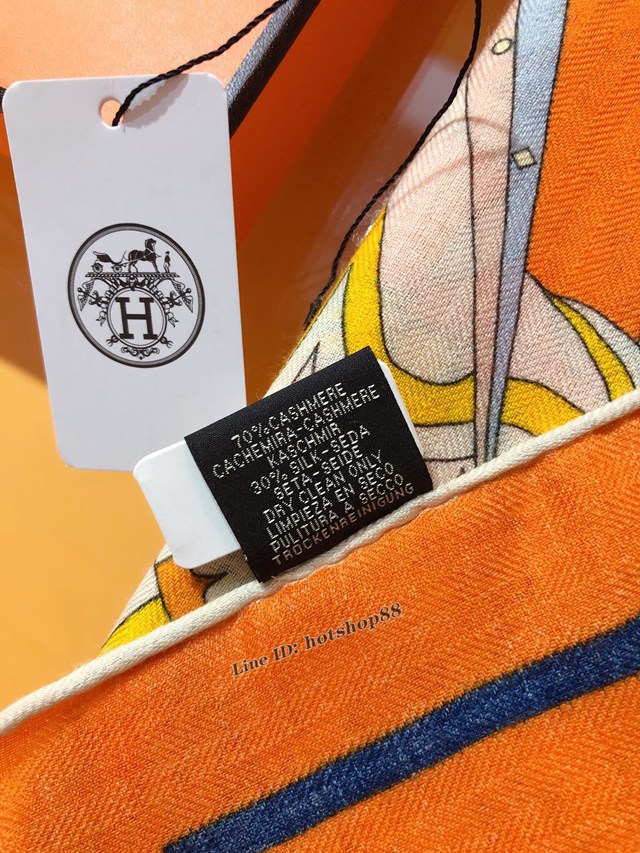 H
70%CASHMERE
CACHEMIRA-CASHMERE
KASCHMIR
30% SILK-SEDA
SETA-SEIDE
DRY CLEAN ONLY
LIMPIEZA EN SECO
PULITURA A SECCO
TROCKENREINIGUNG
Line ID: hotshop88